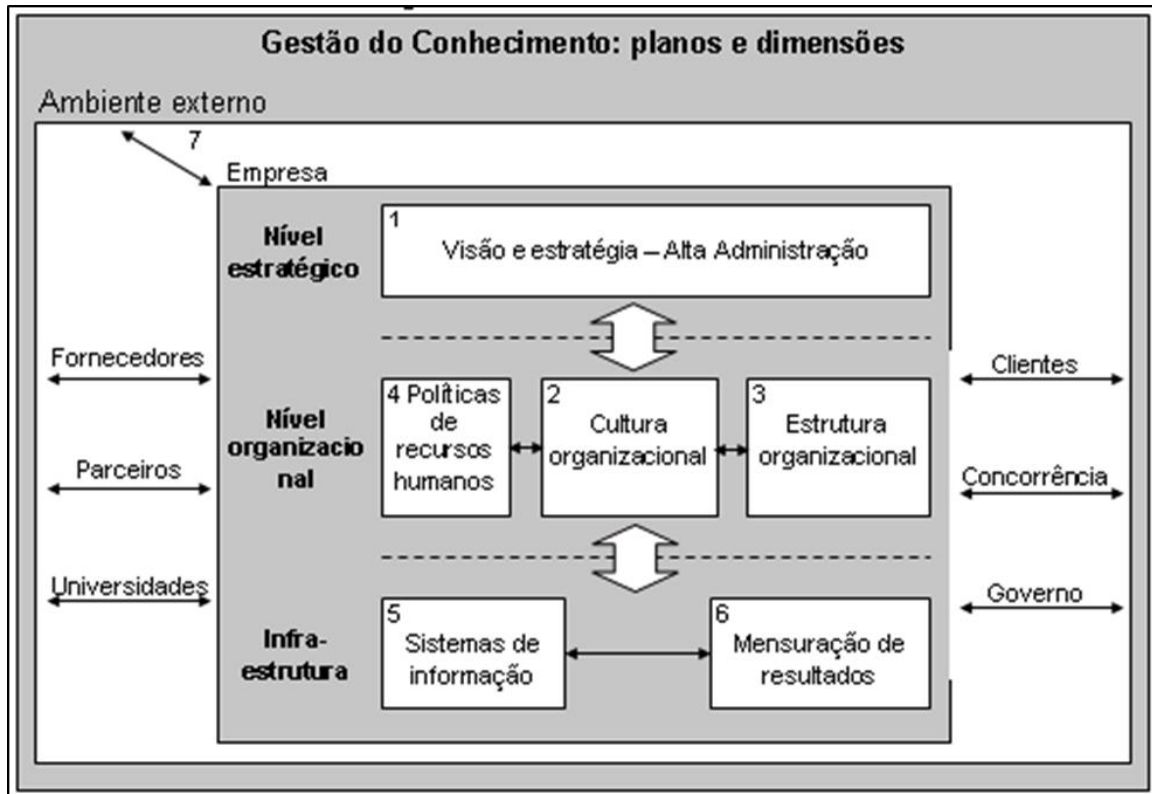 Gestão do Conhecimento: planos e dimensões
Ambiente externo
7
Empresa
Nível
estratégico
1
Visão e estratégia – Alta Administração
Fornecedores
Parceiros
Universidades
Nível
organizacio
nal
4 Políticas
de
recursos
humanos
2
Cultura
organizacional
3
Estrutura
organizacional
Clientes
Concorrência
Governo
Infra-
estrutura
5
Sistemas de
informação
6
Mensuração de
resultados